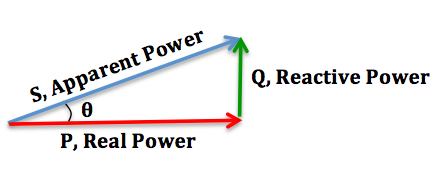 S, Apparent Power
Q, Reactive Power
θ
P, Real Power